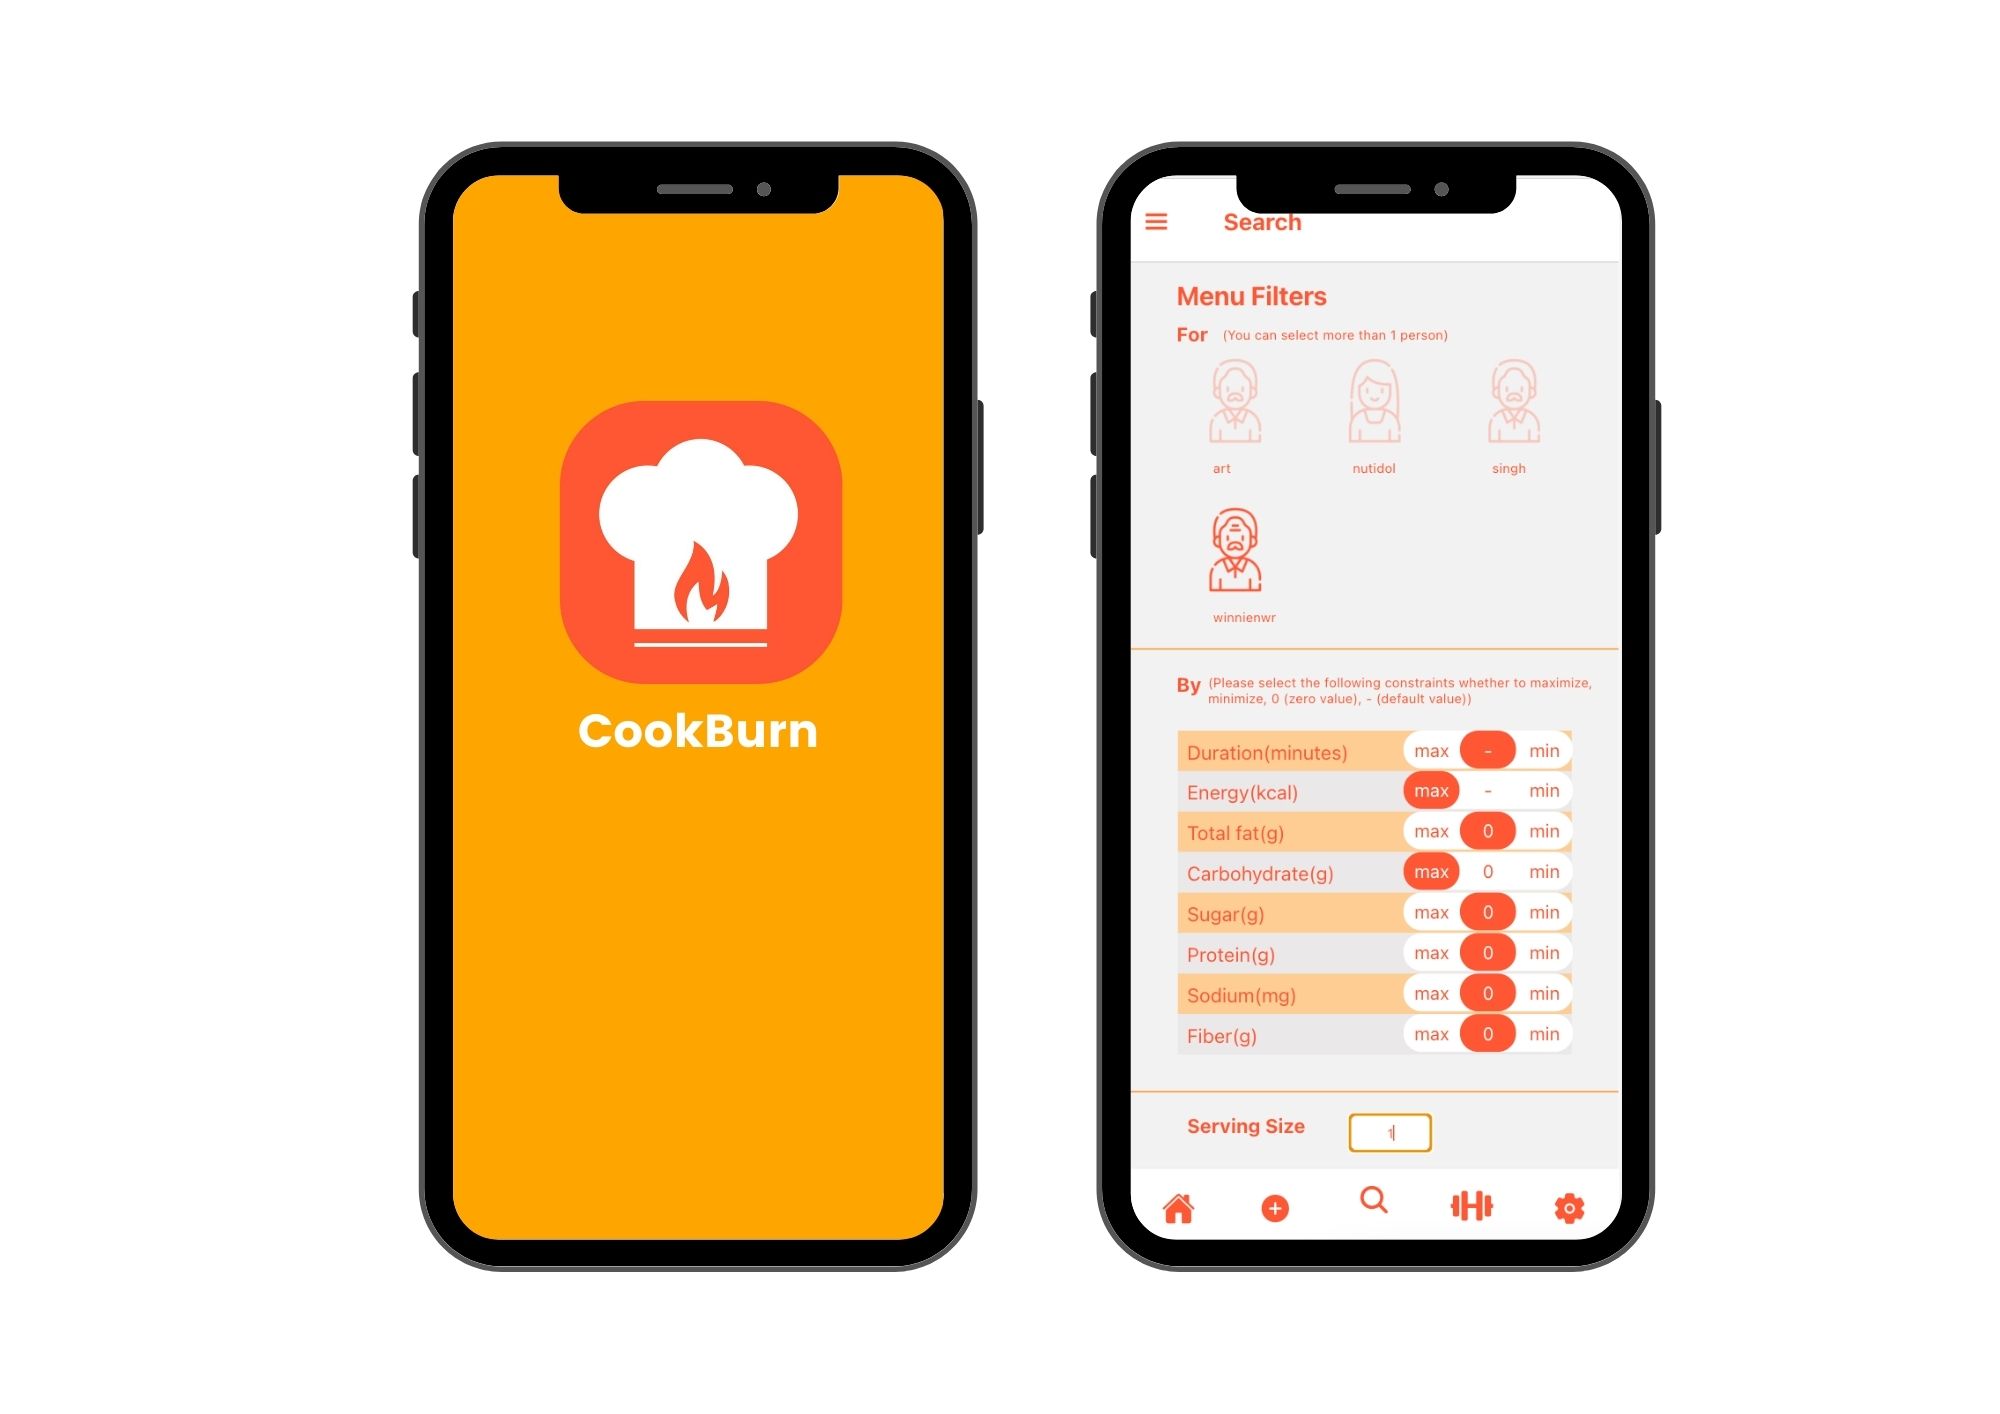 CookBurn
Search
Menu Filters
For (You can select more than 1 person)
art nutidol singh
winnienwr
By (Please select the following constraints whether to maximize,
minimize, 0 (zero value), - (default value))
Duration(minutes) max - min
Energy(kcal) max - min
Total fat(g) max 0 min
Carbohydrate(g) max 0 min
Sugar(g) max 0 min
Protein(g) max 0 min
Sodium(mg) max 0 min
Fiber(g) max 0 min
Serving Size 1